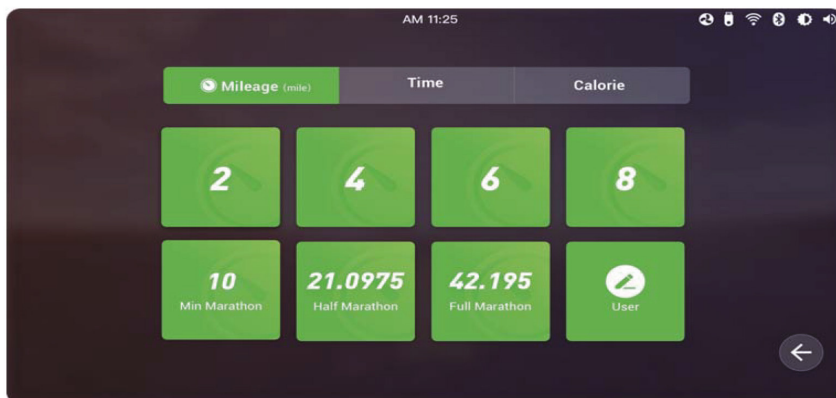 AM 11:25
Mileage (mile)
Time
Calorie
2
4
6
8
10
Min Marathon
21.0975
Half Marathon
42.195
Full Marathon
User